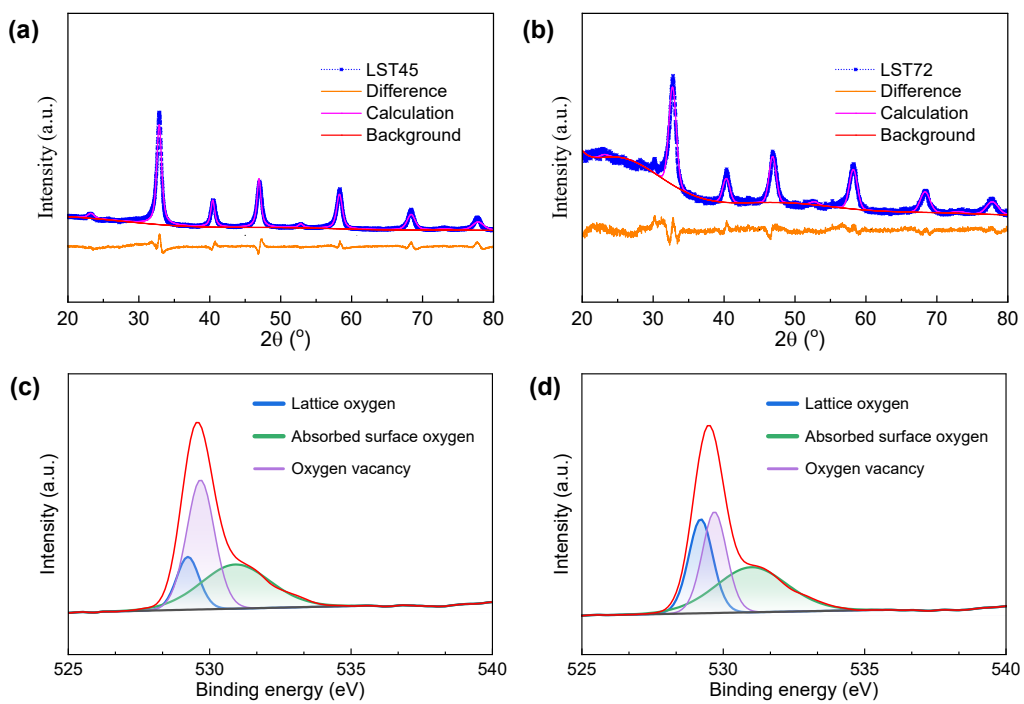 (a)
LST45
Difference
Calculation
Background
Intensity (a.u.)
20 30 40 50 60 70 80
2θ (°)
(b)
LST72
Difference
Calculation
Background
Intensity (a.u.)
20 30 40 50 60 70 80
2θ (°)
(c)
Lattice oxygen
Absorbed surface oxygen
Oxygen vacancy
Intensity (a.u.)
525 530 535 540
Binding energy (eV)
(d)
Lattice oxygen
Absorbed surface oxygen
Oxygen vacancy
Intensity (a.u.)
525 530 535 540
Binding energy (eV)